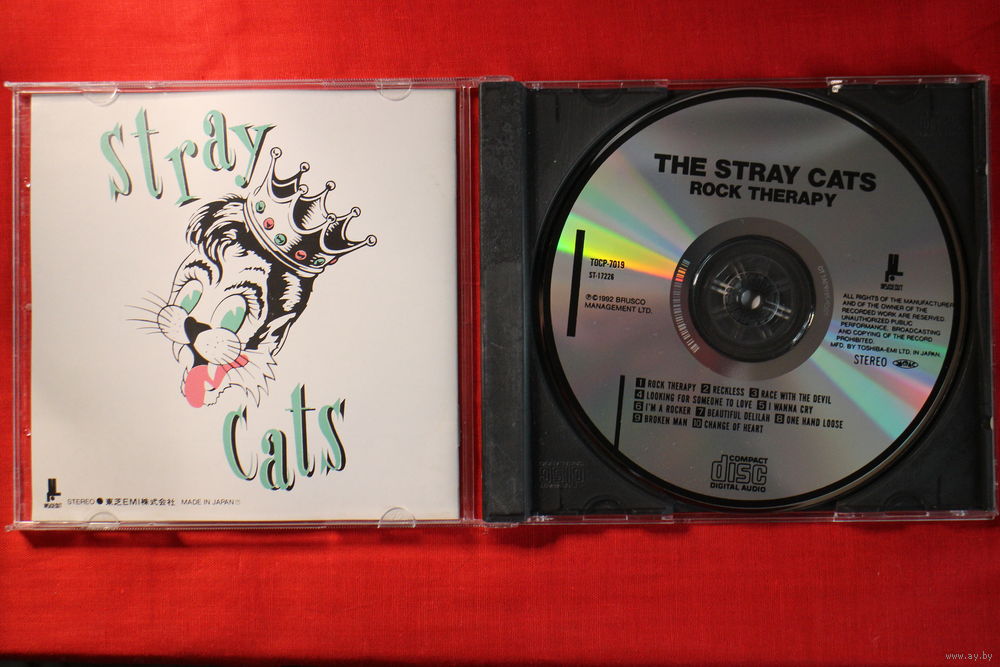 stray
cats
INSIDEOUT
STEREO ● 東芝EMI株式会社 MADE IN JAPAN
THE STRAY CATS
ROCK THERAPY
TOCP-7019
ST-17226
℗©1992 BRUSCO
MANAGEMENT LTD.
INSIDEOUT
ALL RIGHTS OF THE MANUFACTURER
AND OF THE OWNER OF THE
RECORDED WORK ARE RESERVED.
UNAUTHORIZED PUBLIC
PERFORMANCE, BROADCASTING
AND COPYING OF THE RECORD
PROHIBITED.
MFD. BY TOSHIBA-EMI LTD. IN JAPAN.
STEREO
1 ROCK THERAPY 2 RECKLESS 3 RACE WITH THE DEVIL
4 LOOKING FOR SOMEONE TO LOVE 5 I WANNA CRY
6 I'M A ROCKER 7 BEAUTIFUL DELILAH 8 ONE HAND LOOSE
9 BROKEN MAN 10 CHANGE OF HEART
COMPACT
disc
DIGITAL AUDIO
www.ay.by